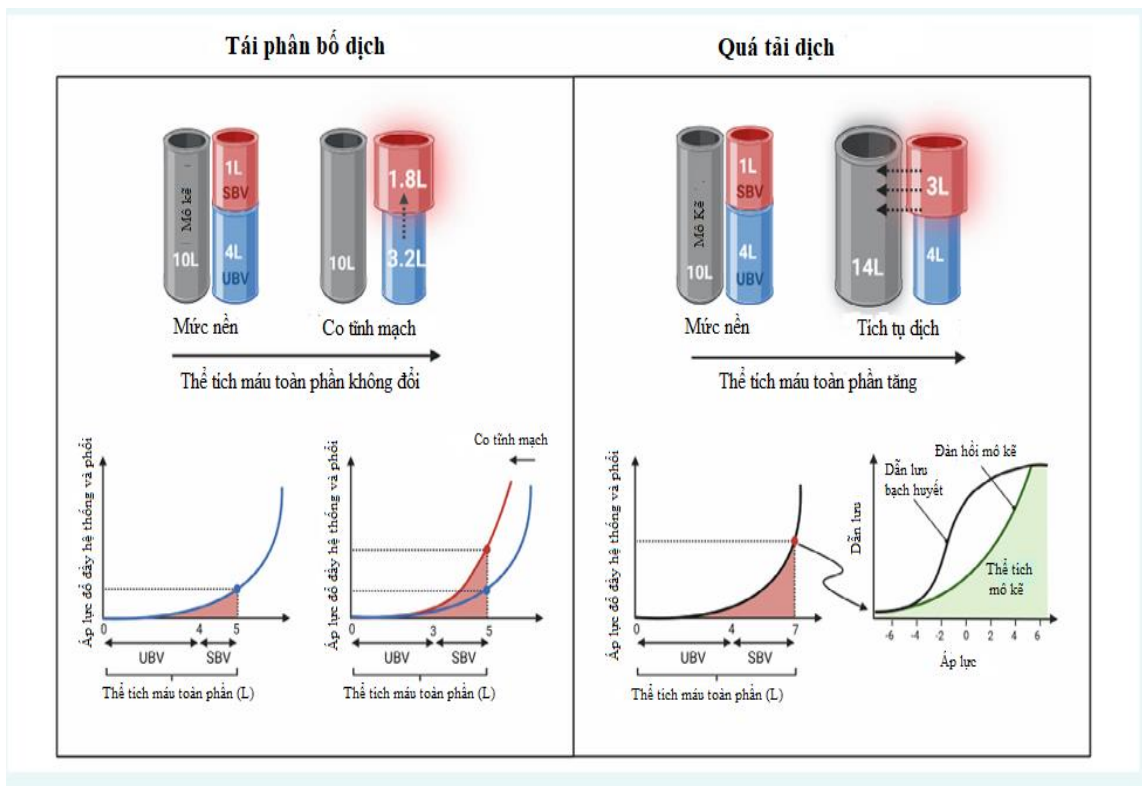 Tái phân bố dịch
Quá tải dịch
Mô kẽ
10L
1L
SBV
4L
UBV
10L
1.8L
3.2L
Mức nền
Co tĩnh mạch
Thể tích máu toàn phần không đổi
Mô Kẽ
10L
1L
SBV
4L
UBV
14L
3L
4L
Mức nền
Tích tụ dịch
Thể tích máu toàn phần tăng
Áp lực đổ đầy hệ thống và phổi
0
4
5
UBV
SBV
Thể tích máu toàn phần (L)
Áp lực đổ đầy hệ thống và phổi
Co tĩnh mạch
0
3
5
UBV
SBV
Thể tích máu toàn phần (L)
Áp lực đổ đầy hệ thống và phổi
0
4
7
UBV
SBV
Thể tích máu toàn phần (L)
Dẫn lưu
Dẫn lưu
bạch huyết
Đàn hồi mô kẽ
Thể tích
mô kẽ
-6 -4 -2 0 2 4 6
Áp lực